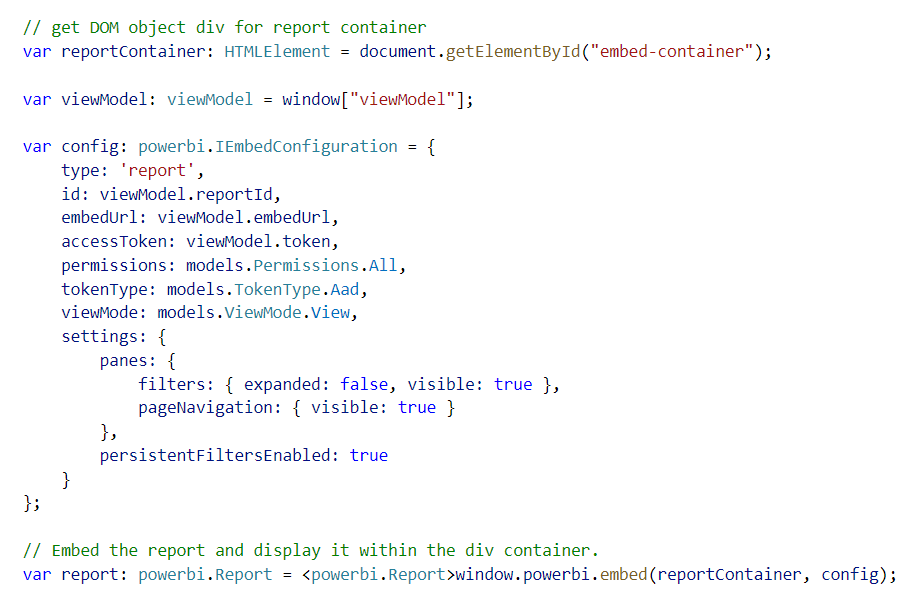 // get DOM object div for report container
var reportContainer: HTMLElement = document.getElementById("embed-container");
var viewModel: viewModel = window["viewModel"];
var config: powerbi.IEmbedConfiguration = {
    type: 'report',
    id: viewModel.reportId,
    embedUrl: viewModel.embedUrl,
    accessToken: viewModel.token,
    permissions: models.Permissions.All,
    tokenType: models.TokenType.Aad,
    viewMode: models.ViewMode.View,
    settings: {
        panes: {
            filters: { expanded: false, visible: true },
            pageNavigation: { visible: true }
        },
        persistentFiltersEnabled: true
    }
};
// Embed the report and display it within the div container.
var report: powerbi.Report = <powerbi.Report>window.powerbi.embed(reportContainer, config);